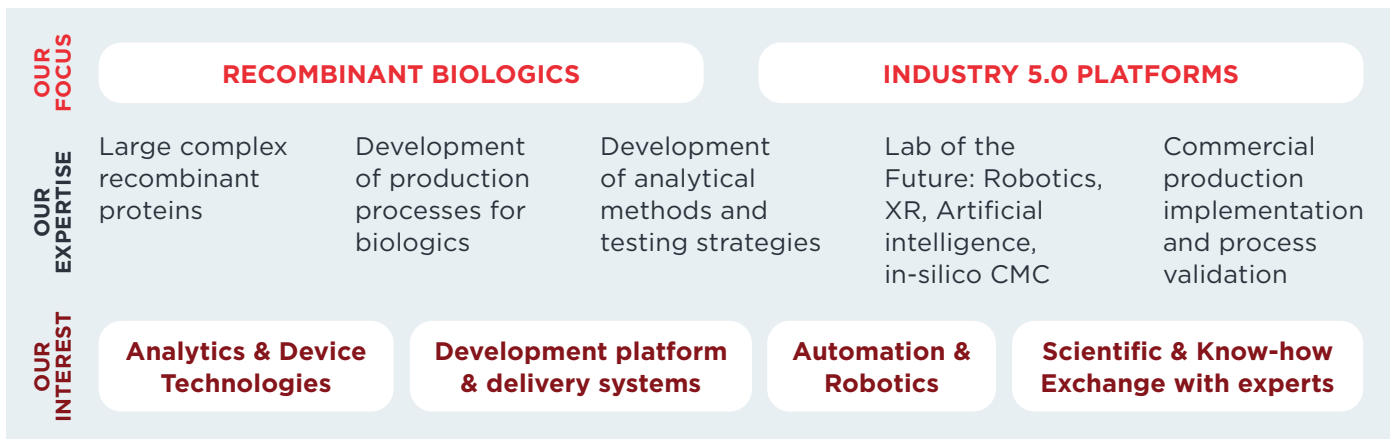 OUR
FOCUS
RECOMBINANT BIOLOGICS
INDUSTRY 5.0 PLATFORMS
OUR
EXPERTISE
Large complex
recombinant
proteins
Development
of production
processes for
biologics
Development
of analytical
methods and
testing strategies
Lab of the
Future: Robotics,
XR, Artificial
intelligence,
in-silico CMC
Commercial
production
implementation
and process
validation
OUR
INTEREST
Analytics & Device
Technologies
Development platform
& delivery systems
Automation &
Robotics
Scientific & Know-how
Exchange with experts